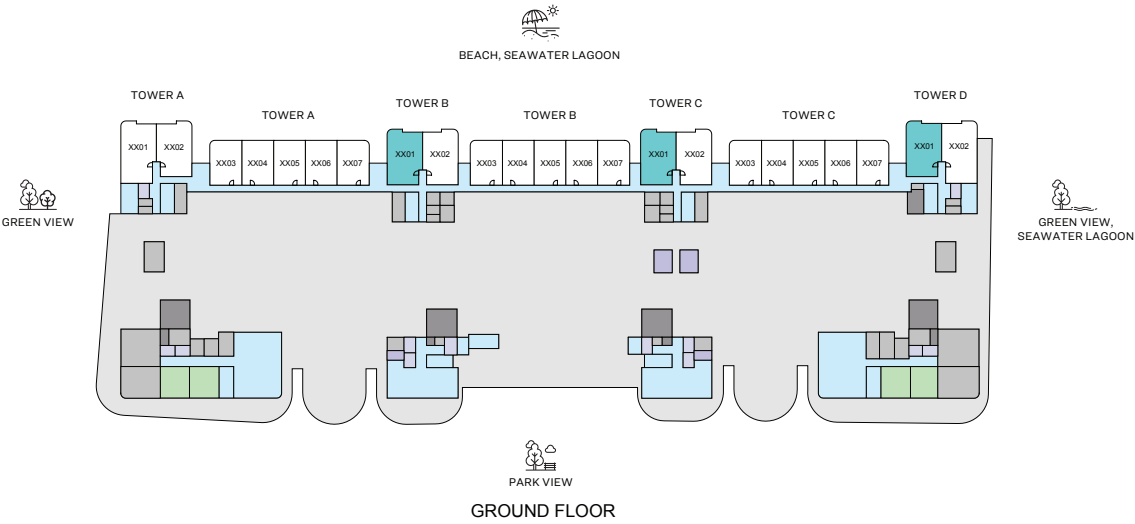 BEACH, SEAWATER LAGOON
TOWER A
TOWER A
TOWER B
TOWER B
TOWER C
TOWER C
TOWER D
XX01
XX02
XX03
XX04
XX05
XX06
XX07
XX01
XX02
XX03
XX04
XX05
XX06
XX07
XX01
XX02
XX03
XX04
XX05
XX06
XX07
XX01
XX02
GREEN VIEW
GREEN VIEW,
SEAWATER LAGOON
PARK VIEW
GROUND FLOOR